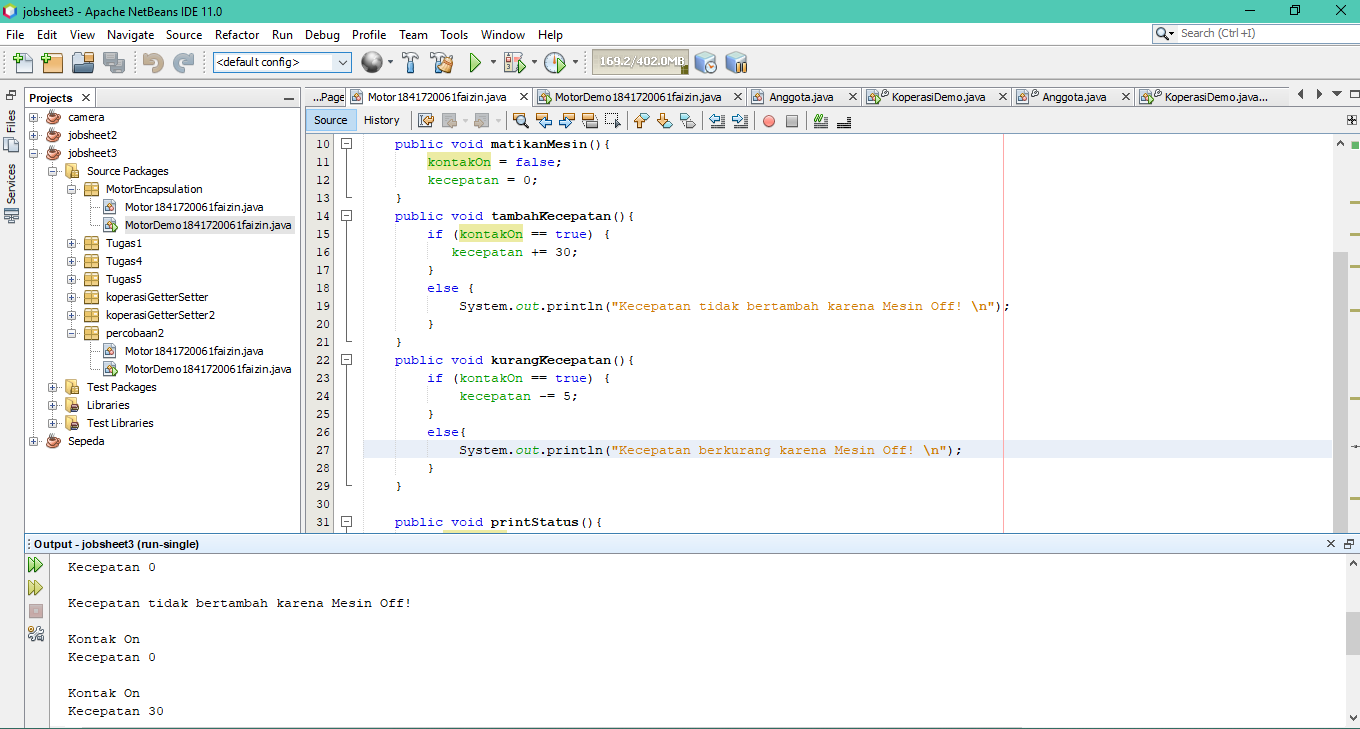 jobsheet3 - Apache NetBeans IDE 11.0
File Edit View Navigate Source Refactor Run Debug Profile Team Tools Window Help
Search (Ctrl+I)
<default config>
169.2/402.0MB
Files
Services
Projects
camera
jobsheet2
jobsheet3
Source Packages
MotorEncapsulation
Motor1841720061faizin.java
MotorDemo1841720061faizin.java
Tugas1
Tugas4
Tugas5
koperasiGetterSetter
koperasiGetterSetter2
percobaan2
Motor1841720061faizin.java
MotorDemo1841720061faizin.java
Test Packages
Libraries
Test Libraries
Sepeda
...Page Motor1841720061faizin.java MotorDemo1841720061faizin.java Anggota.java KoperasiDemo.java Anggota.java KoperasiDemo.java...
Source History
10 public void matikanMesin(){
11 kontakOn = false;
12 kecepatan = 0;
13 }
14 public void tambahKecepatan(){
15 if (kontakOn == true) {
16 kecepatan += 30;
17 }
18 else {
19 System.out.println("Kecepatan tidak bertambah karena Mesin Off! \n");
20 }
21 }
22 public void kurangKecepatan(){
23 if (kontakOn == true) {
24 kecepatan -= 5;
25 }
26 else{
27 System.out.println("Kecepatan berkurang karena Mesin Off! \n");
28 }
29 }
30
31 public void printStatus(){
Output - jobsheet3 (run-single)
Kecepatan 0
Kecepatan tidak bertambah karena Mesin Off!
Kontak On
Kecepatan 0
Kontak On
Kecepatan 30